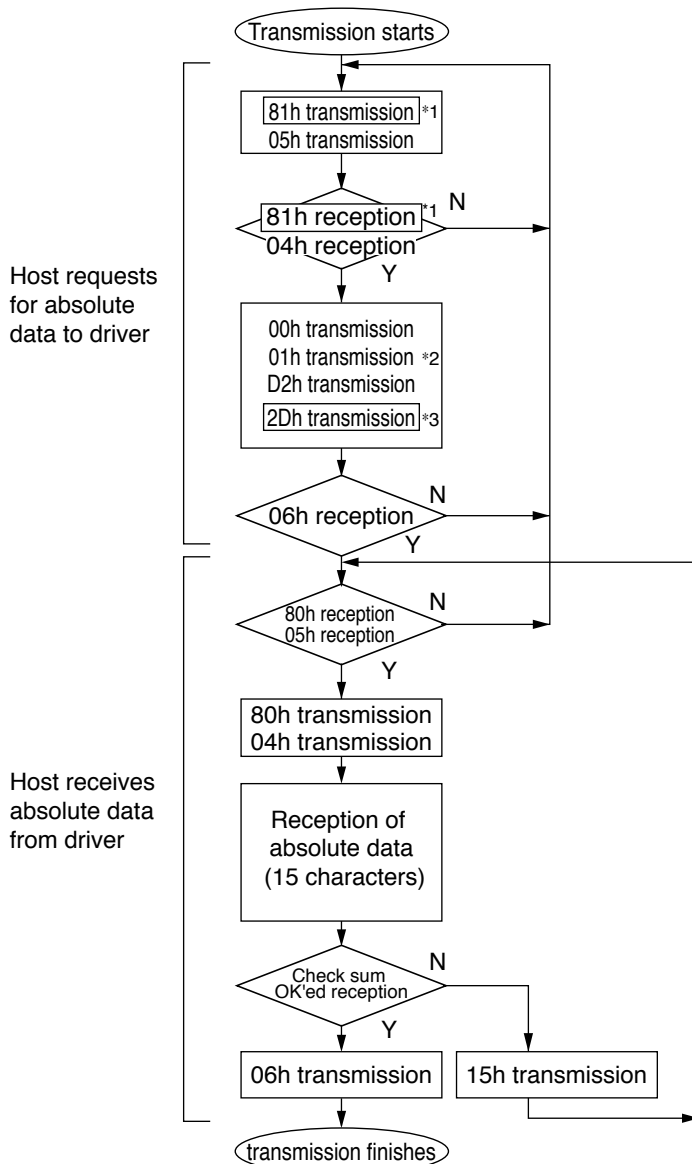 Transmission starts
81h transmission *1
05h transmission
81h reception *1
N
04h reception
Y
Host requests
for absolute
data to driver
00h transmission
01h transmission *2
D2h transmission
2Dh transmission *3
N
06h reception
Y
N
80h reception
05h reception
Y
80h transmission
04h transmission
Host receives
absolute data
from driver
Reception of
absolute data
(15 characters)
N
Check sum
OK'ed reception
Y
06h transmission
15h transmission
transmission finishes